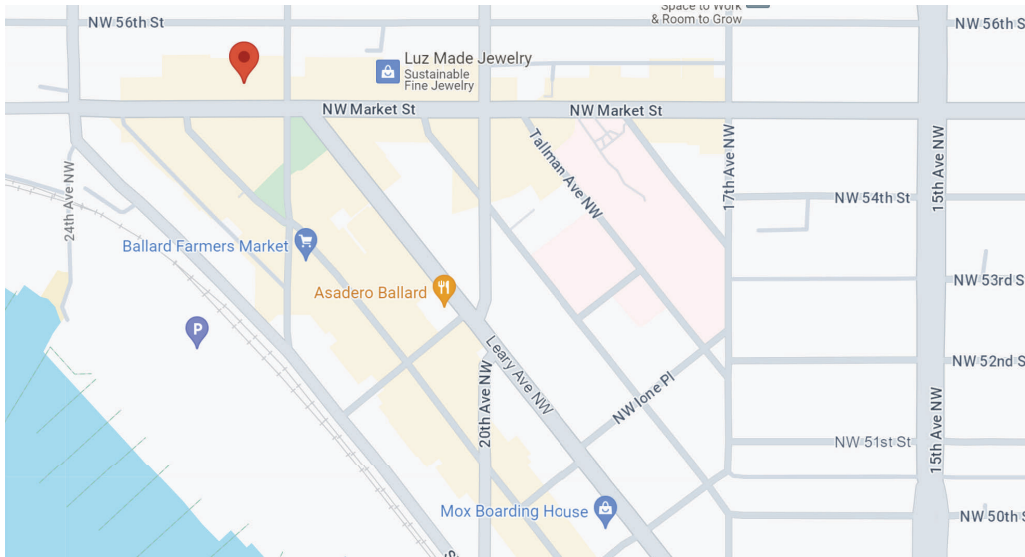 Space to Work
& Room to Grow
NW 56th St
NW 56th St
Luz Made Jewelry
Sustainable
Fine Jewelry
NW Market St
NW Market St
Tallman Ave NW
17th Ave NW
15th Ave NW
24th Ave NW
NW 54th St
Ballard Farmers Market
NW 53rd S
Asadero Ballard
P
Leary Ave NW
20th Ave NW
NW Ione Pl
NW 52nd S
15th Ave NW
NW 51st St
Mox Boarding House
NW 50th S